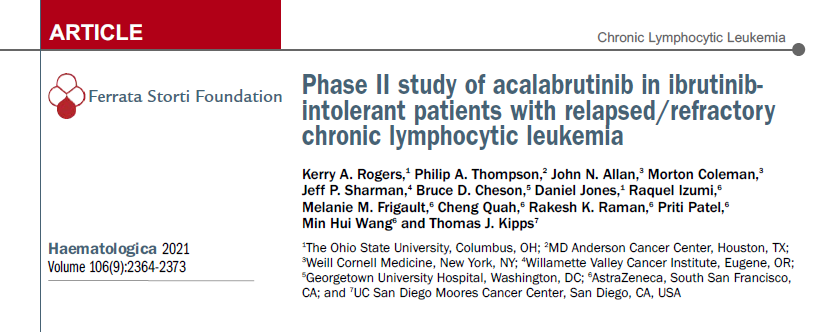 ARTICLE
Chronic Lymphocytic Leukemia
Ferrata Storti Foundation
Phase II study of acalabrutinib in ibrutinib-
intolerant patients with relapsed/refractory
chronic lymphocytic leukemia
Kerry A. Rogers,¹ Philip A. Thompson,² John N. Allan,³ Morton Coleman,³
Jeff P. Sharman,⁴ Bruce D. Cheson,⁵ Daniel Jones,¹ Raquel Izumi,⁶
Melanie M. Frigault,⁶ Cheng Quah,⁶ Rakesh K. Raman,⁶ Priti Patel,⁶
Min Hui Wang⁶ and Thomas J. Kipps⁷
¹The Ohio State University, Columbus, OH; ²MD Anderson Cancer Center, Houston, TX;
³Weill Cornell Medicine, New York, NY; ⁴Willamette Valley Cancer Institute, Eugene, OR;
⁵Georgetown University Hospital, Washington, DC; ⁶AstraZeneca, South San Francisco,
CA; and ⁷UC San Diego Moores Cancer Center, San Diego, CA, USA
Haematologica 2021
Volume 106(9):2364-2373